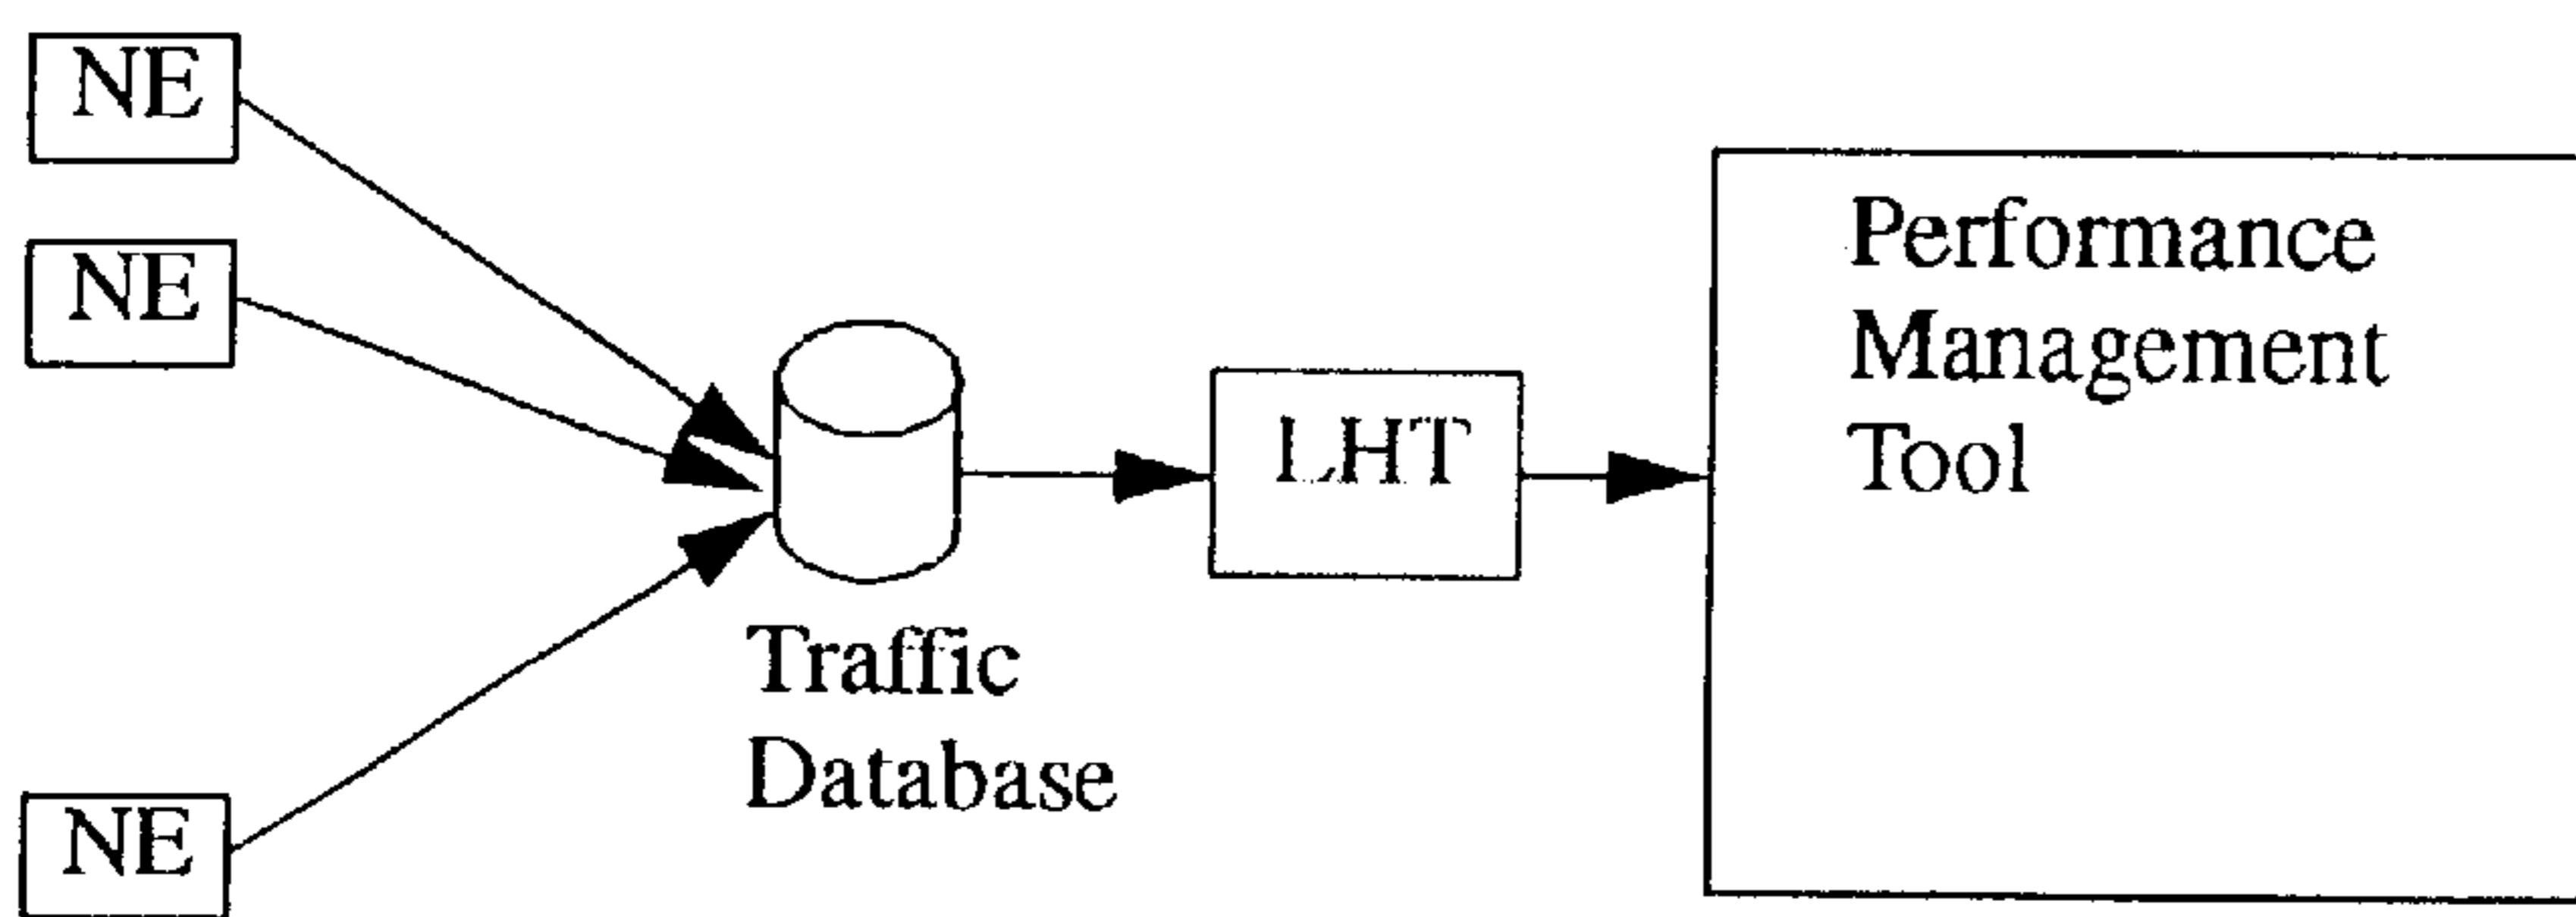 NE
NE
NE
Traffic
Database
LHT
Performance
Management
Tool